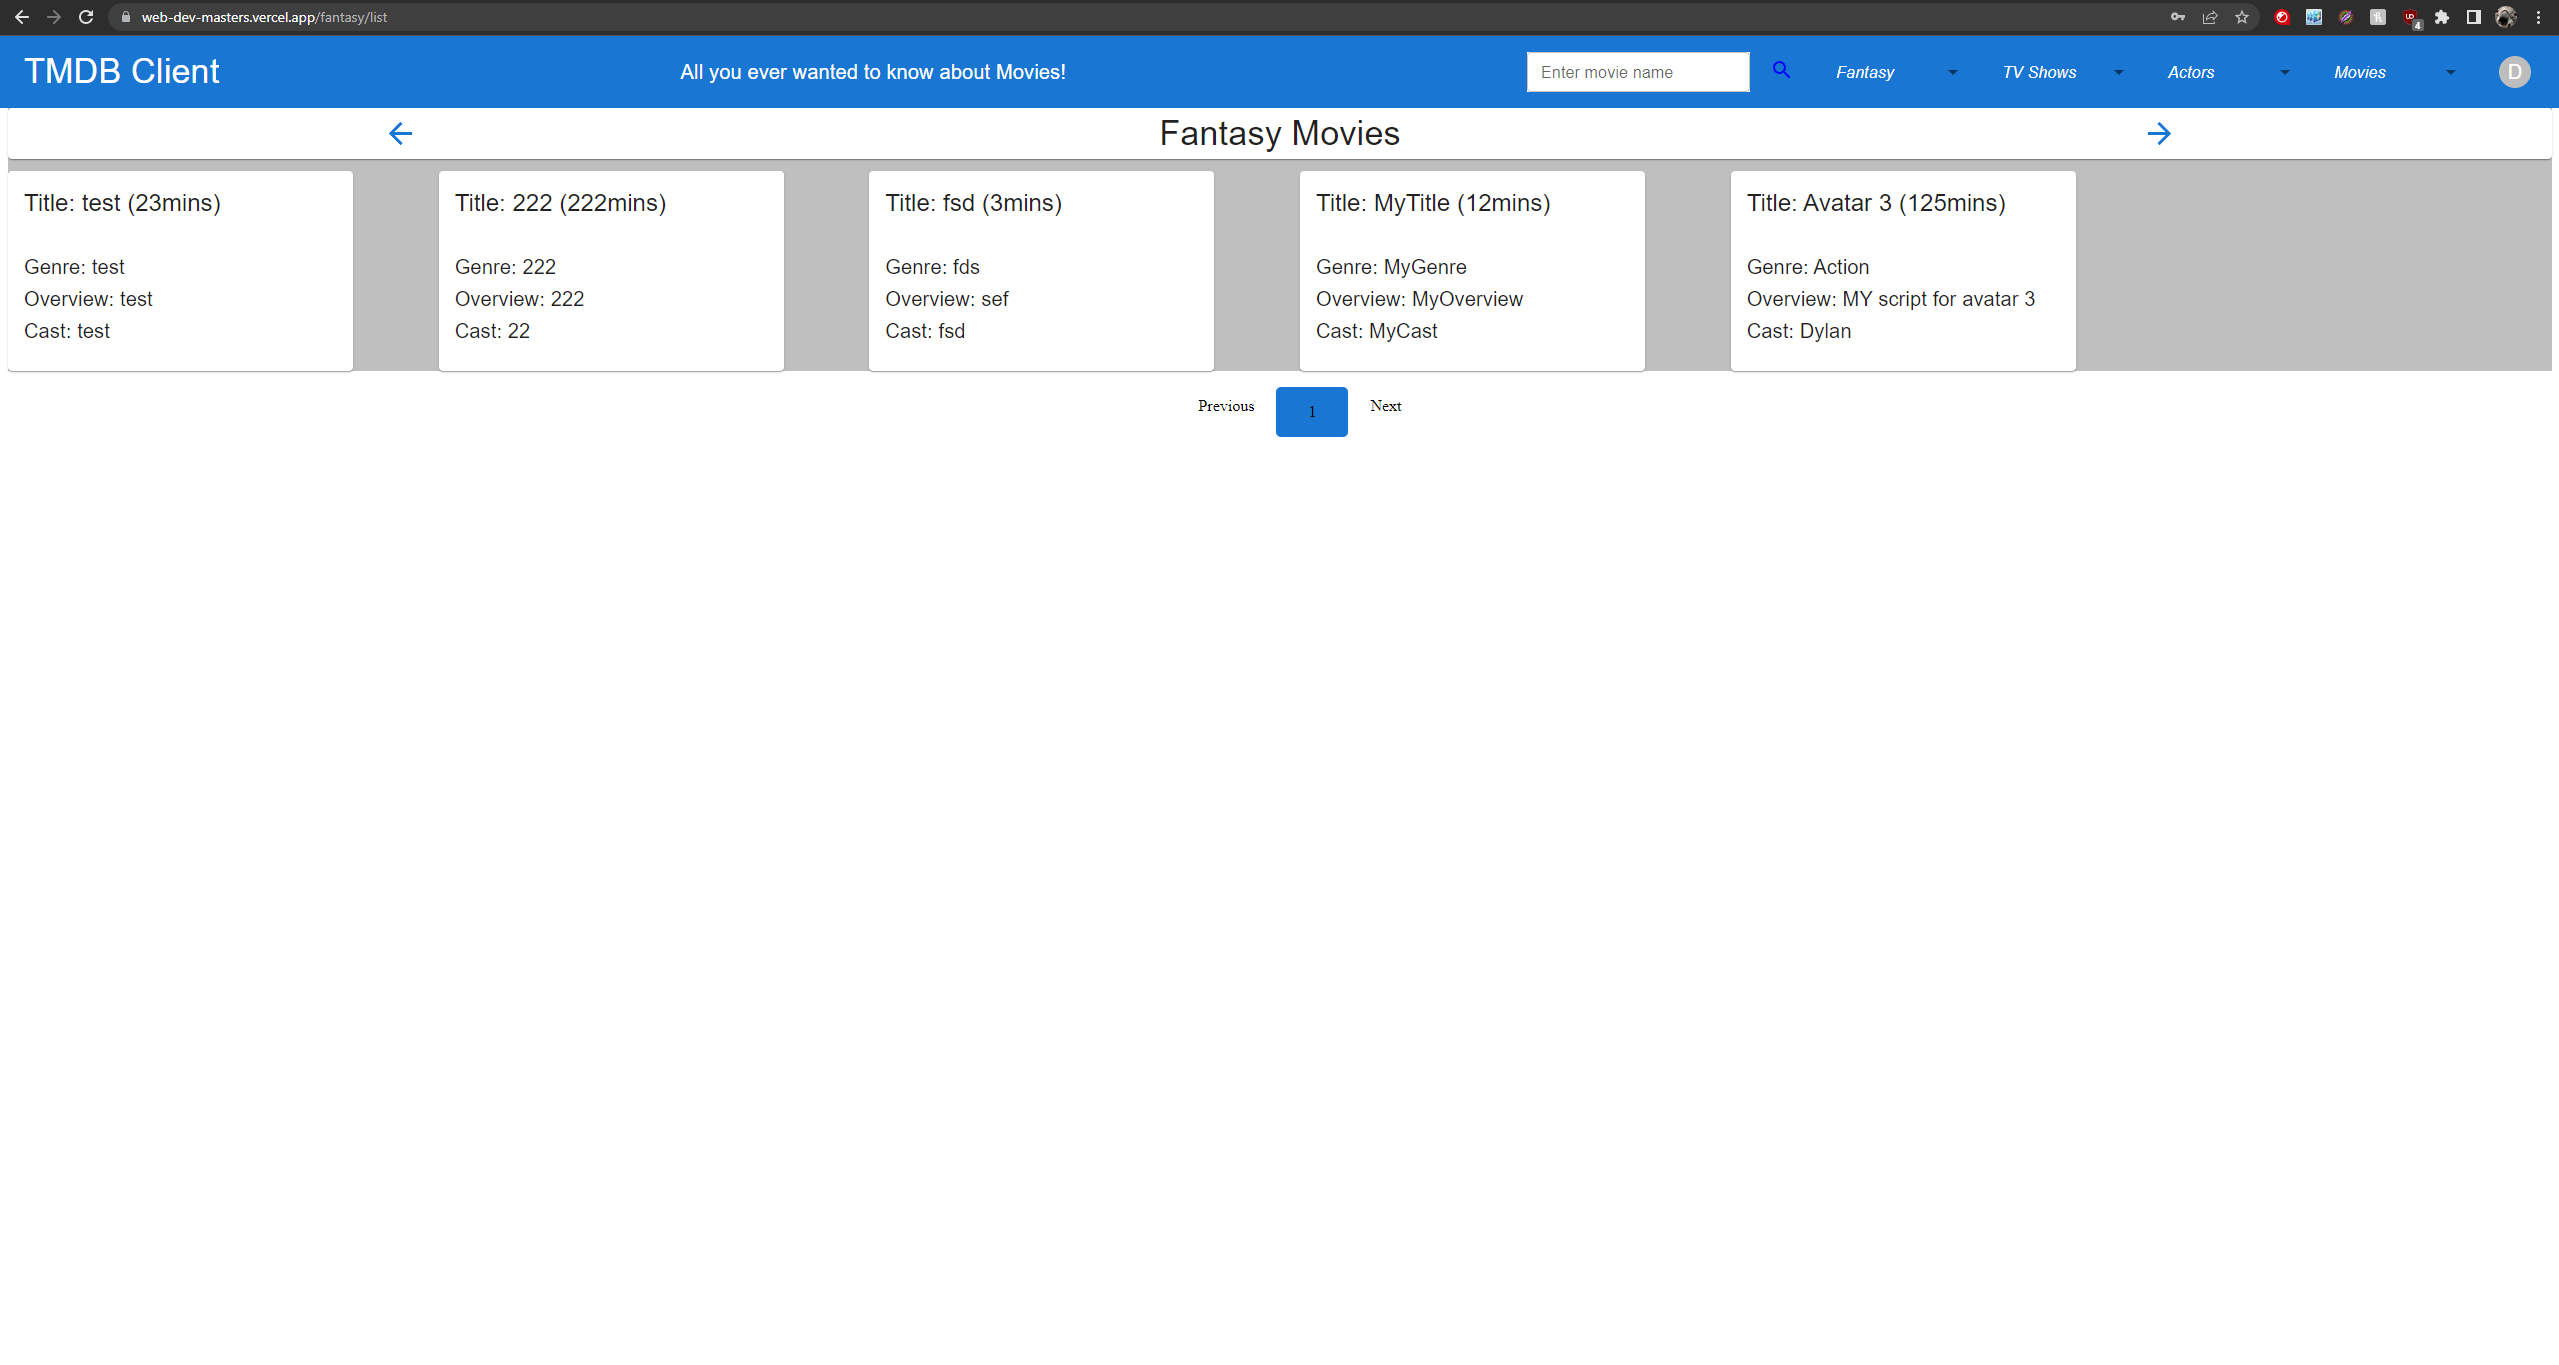 web-dev-masters.vercel.app/fantasy/list
4
TMDB Client
All you ever wanted to know about Movies!
Enter movie name
Fantasy
TV Shows
Actors
Movies
D
Fantasy Movies
Title: test (23mins)
Genre: test
Overview: test
Cast: test
Title: 222 (222mins)
Genre: 222
Overview: 222
Cast: 22
Title: fsd (3mins)
Genre: fds
Overview: sef
Cast: fsd
Title: MyTitle (12mins)
Genre: MyGenre
Overview: MyOverview
Cast: MyCast
Title: Avatar 3 (125mins)
Genre: Action
Overview: MY script for avatar 3
Cast: Dylan
Previous 1 Next